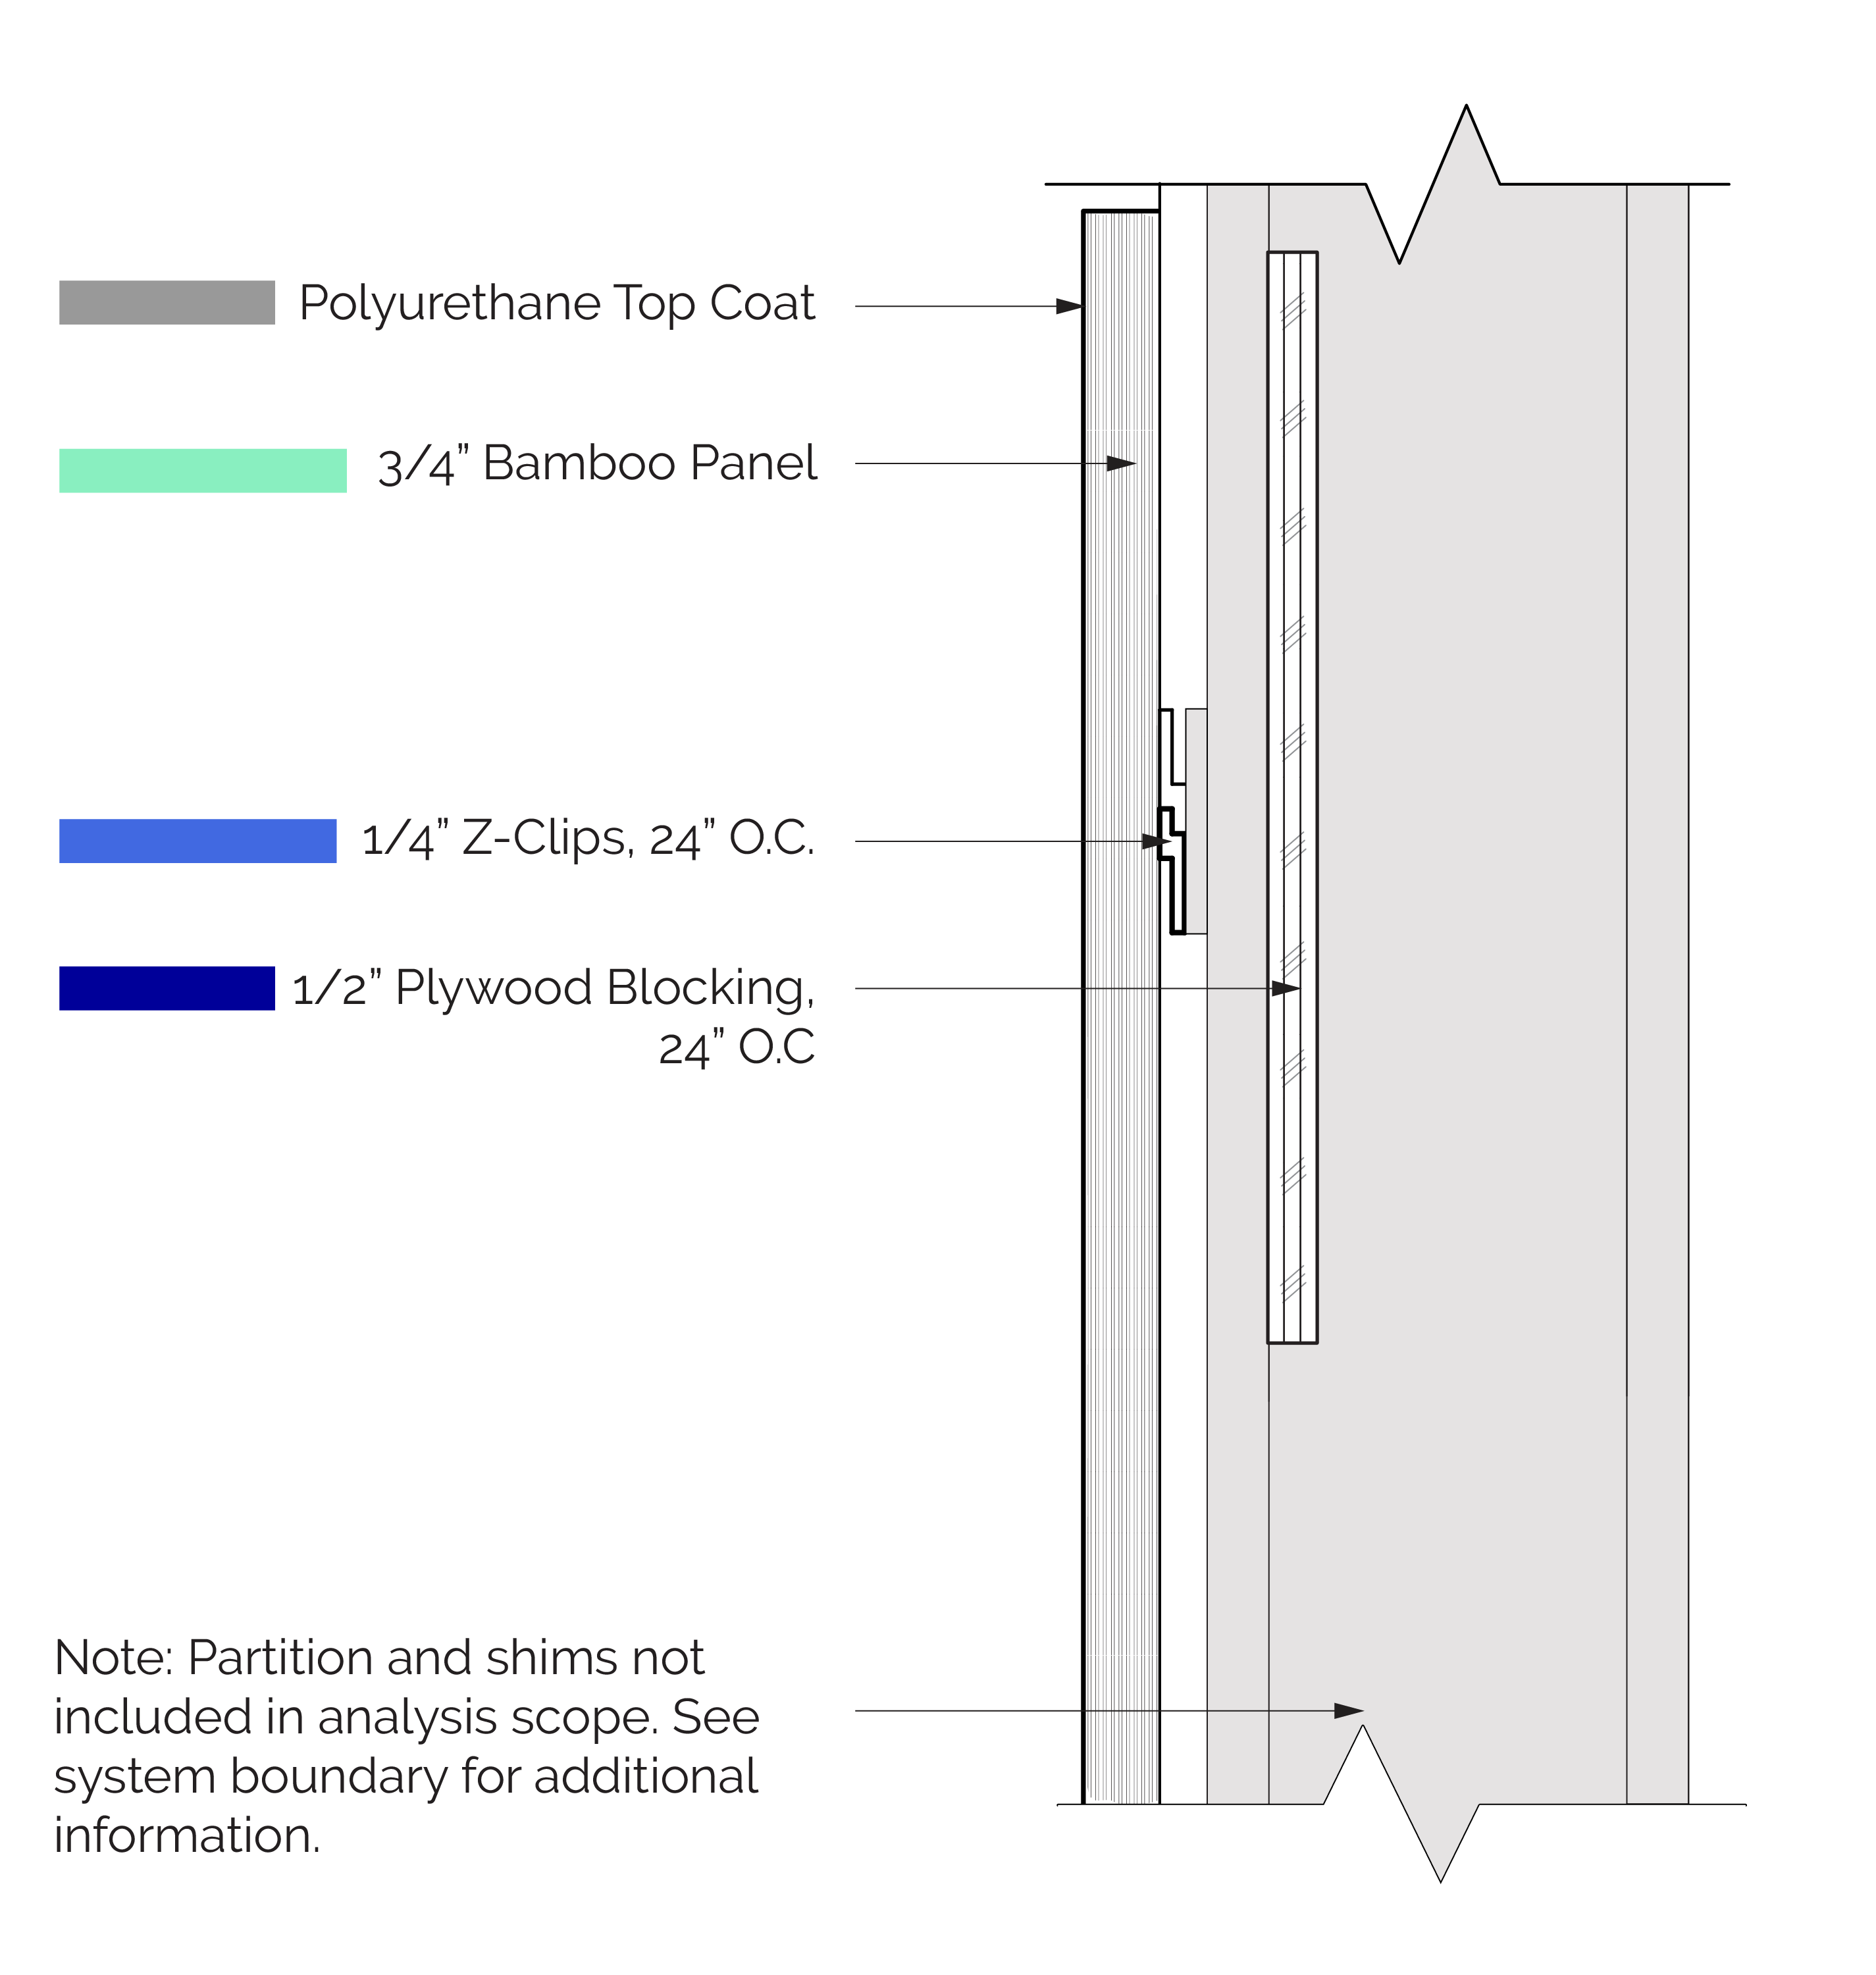 Polyurethane Top Coat
3/4” Bamboo Panel
1/4” Z-Clips, 24” O.C.
1/2” Plywood Blocking,
24” O.C
Note: Partition and shims not
included in analysis scope. See
system boundary for additional
information.